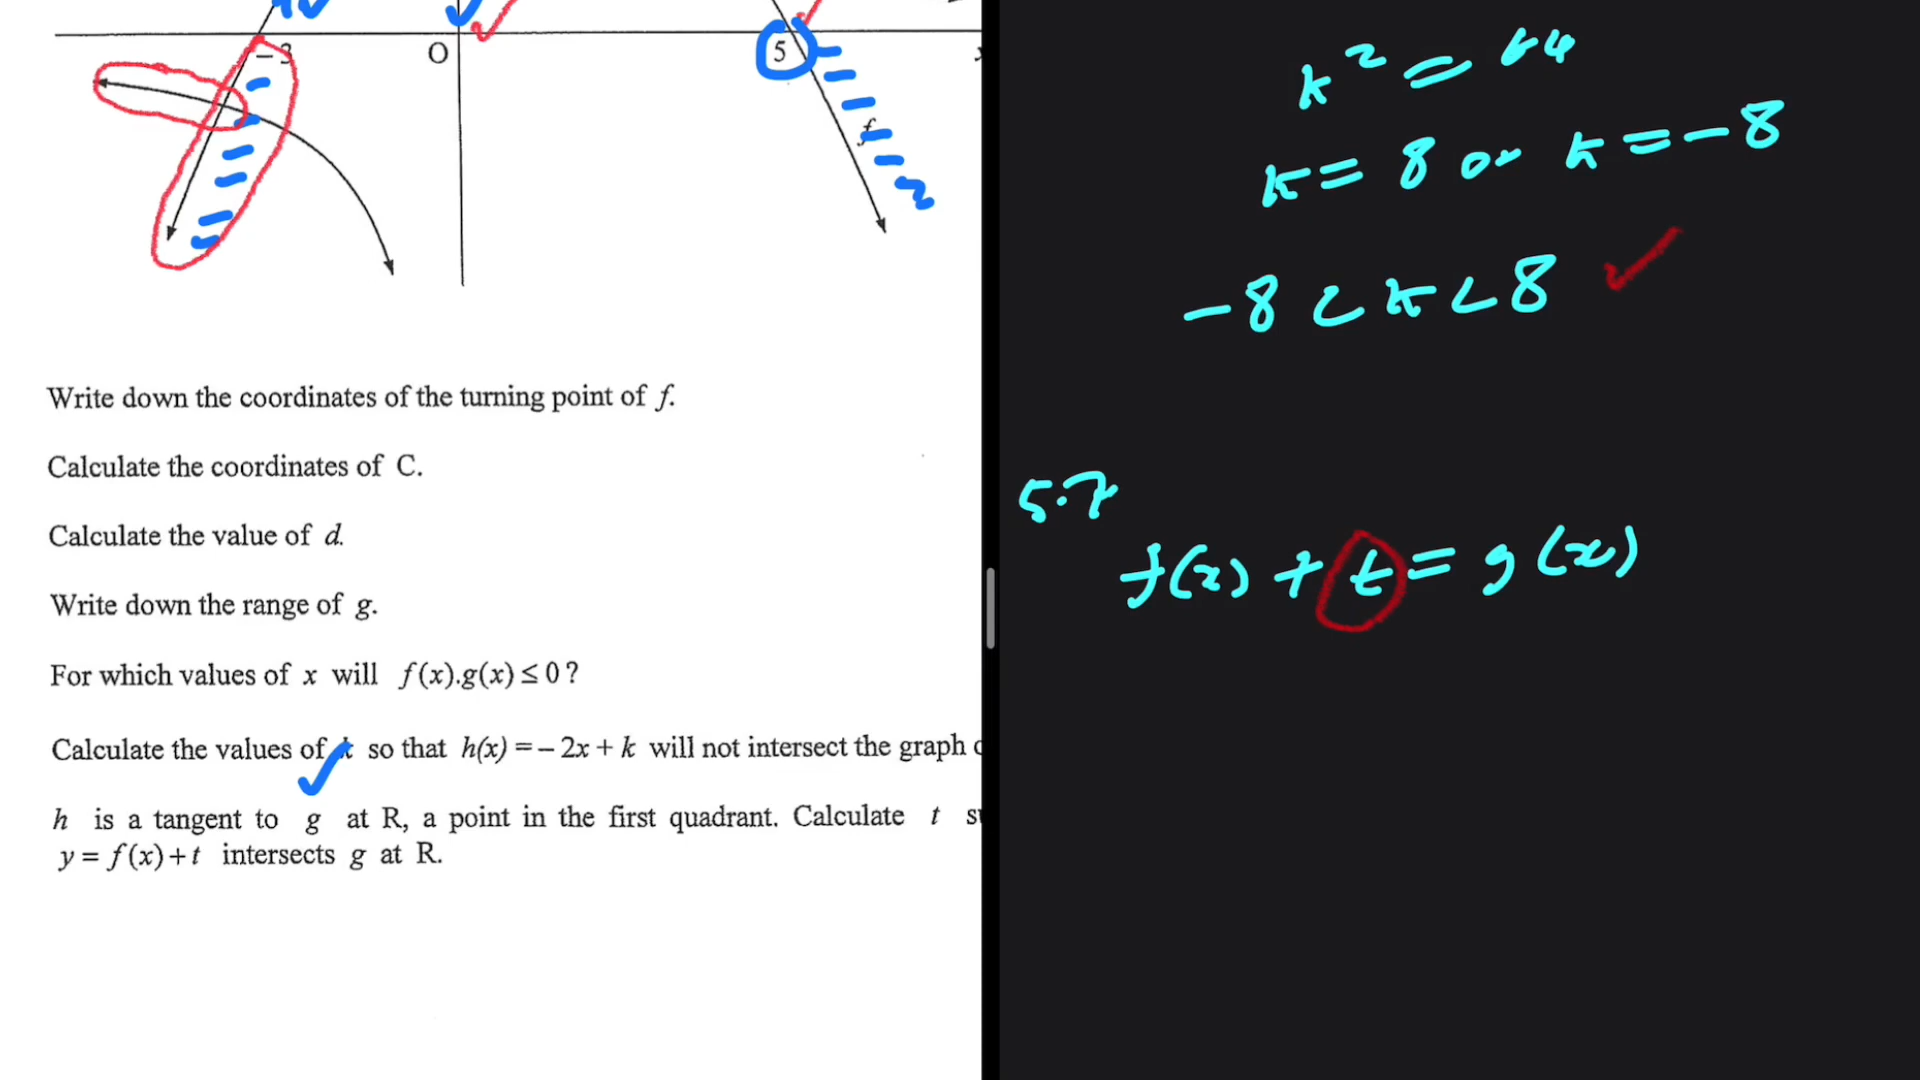 -3
O
5
f
Write down the coordinates of the turning point of f.
Calculate the coordinates of C.
Calculate the value of d.
Write down the range of g.
For which values of x will f(x).g(x) ≤ 0 ?
Calculate the values of k so that h(x) = – 2x + k will not intersect the graph
h is a tangent to g at R, a point in the first quadrant. Calculate t
y = f(x) + t intersects g at R.
k² = 64
k = 8 or k = -8
-8 < k < 8
5.7
f(x) + t = g(x)